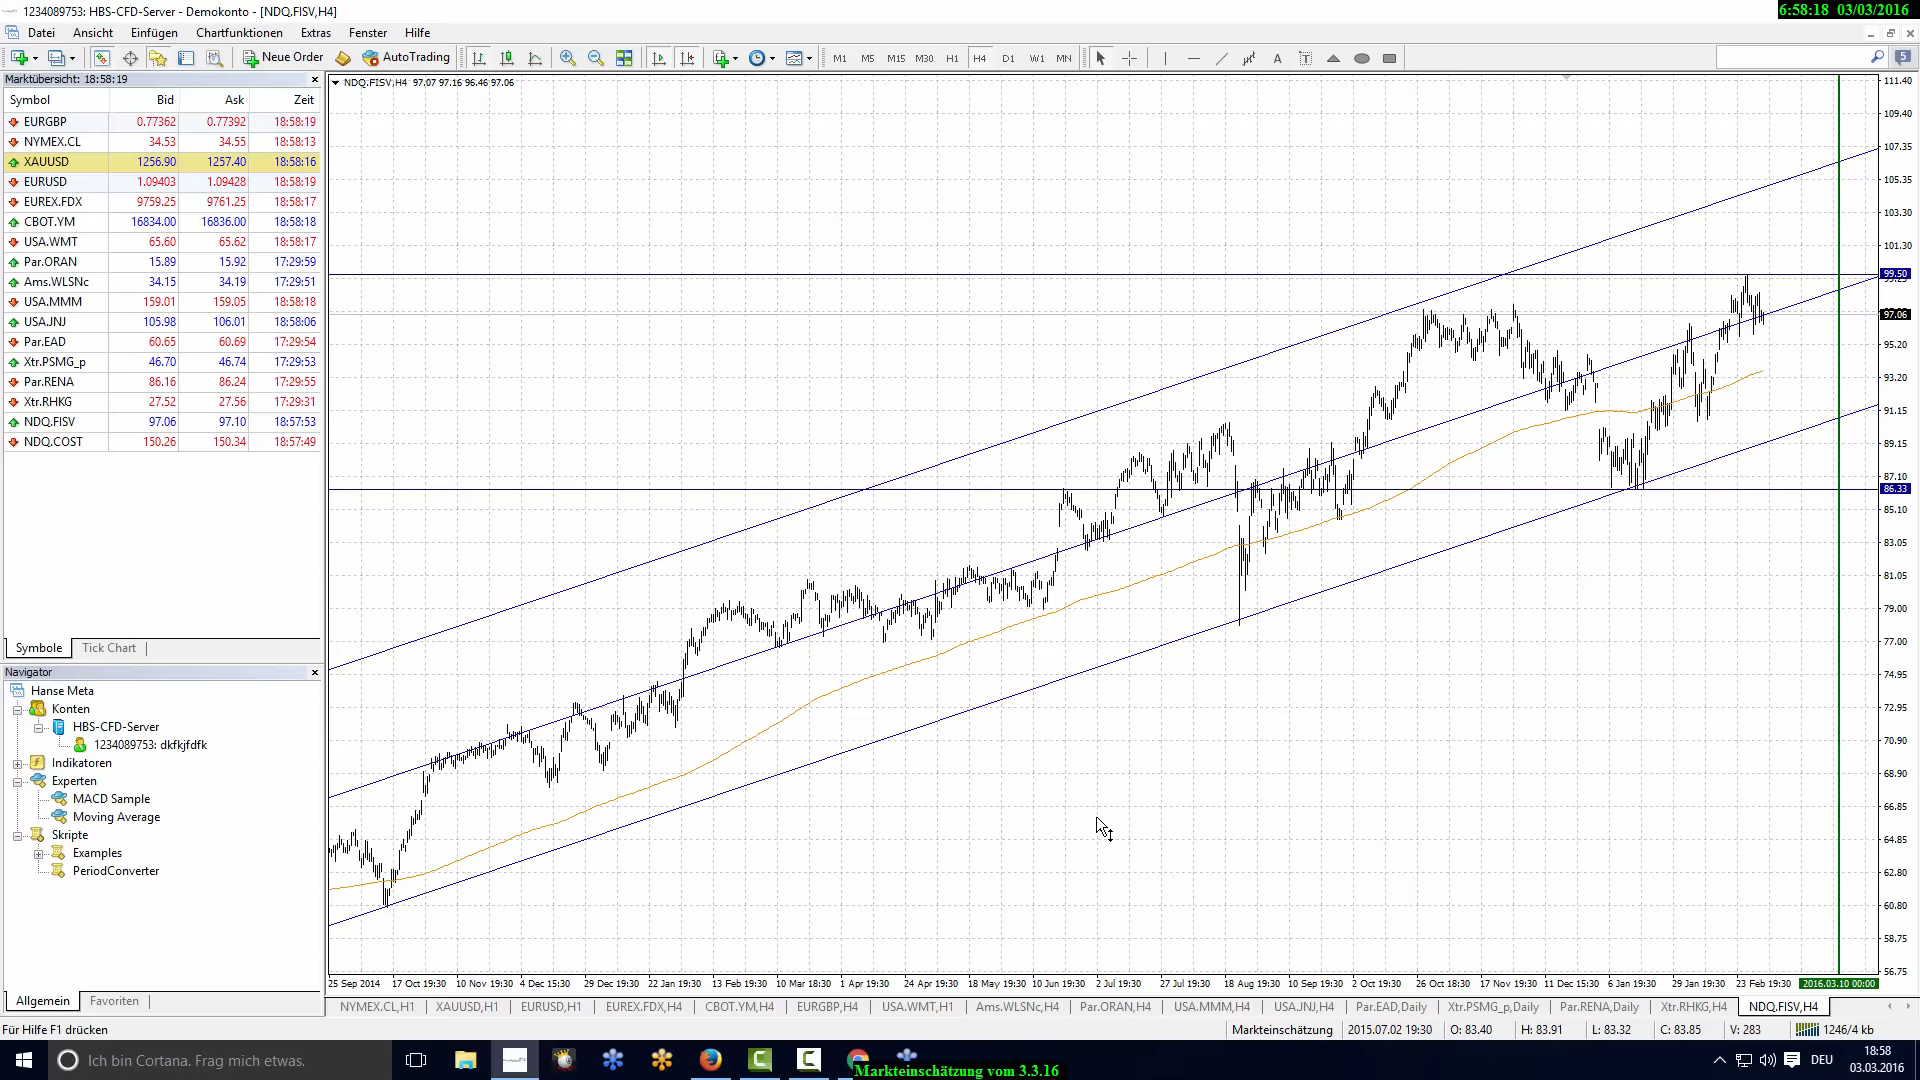 1234089753: HBS-CFD-Server - Demokonto - [NDQ.FISV,H4]
6:58:18 03/03/2016
Datei Ansicht Einfügen Chartfunktionen Extras Fenster Hilfe
Neue Order AutoTrading M1 M5 M15 M30 H1 H4 D1 W1 MN A T 5
Marktübersicht: 18:58:19
Symbol Bid Ask Zeit
EURGBP 0.77362 0.77392 18:58:19
NYMEX.CL 34.53 34.55 18:58:13
XAUUSD 1256.90 1257.40 18:58:16
EURUSD 1.09403 1.09428 18:58:19
EUREX.FDX 9759.25 9761.25 18:58:17
CBOT.YM 16834.00 16836.00 18:58:18
USA.WMT 65.60 65.62 18:58:17
Par.ORAN 15.89 15.92 17:29:59
Ams.WLSNc 34.15 34.19 17:29:51
USA.MMM 159.01 159.05 18:58:18
USA.JNJ 105.98 106.01 18:58:06
Par.EAD 60.65 60.69 17:29:54
Xtr.PSMG_p 46.70 46.74 17:29:53
Par.RENA 86.16 86.24 17:29:55
Xtr.RHKG 27.52 27.56 17:29:31
NDQ.FISV 97.06 97.10 18:57:53
NDQ.COST 150.26 150.34 18:57:49
Symbole Tick Chart
Navigator
Hanse Meta
Konten
HBS-CFD-Server
1234089753: dkfkjfdfk
Indikatoren
Experten
MACD Sample
Moving Average
Skripte
Examples
PeriodConverter
Allgemein Favoriten
NDQ.FISV,H4 97.07 97.16 96.46 97.06
111.40
109.40
107.35
105.35
103.30
101.30
99.50
97.06
95.20
93.20
91.15
89.15
87.10
86.33
85.10
83.05
81.05
79.00
77.00
74.95
72.95
70.90
68.90
66.85
64.85
62.80
60.80
58.75
56.75
25 Sep 2014 17 Oct 19:30 10 Nov 19:30 4 Dec 15:30 29 Dec 19:30 22 Jan 19:30 13 Feb 19:30 10 Mar 18:30 1 Apr 19:30 24 Apr 19:30 18 May 19:30 10 Jun 19:30 2 Jul 19:30 27 Jul 19:30 18 Aug 19:30 10 Sep 19:30 2 Oct 19:30 26 Oct 18:30 17 Nov 19:30 11 Dec 15:30 6 Jan 19:30 29 Jan 19:30 23 Feb 19:30 2016.03.10 00:00
NYMEX.CL,H1 XAUUSD,H1 EURUSD,H1 EUREX.FDX,H4 CBOT.YM,H4 EURGBP,H4 USA.WMT,H1 Ams.WLSNc,H4 Par.ORAN,H4 USA.MMM,H4 USA.JNJ,H4 Par.EAD,Daily Xtr.PSMG_p,Daily Par.RENA,Daily Xtr.RHKG,H4 NDQ.FISV,H4
Für Hilfe F1 drücken Markteinschätzung 2015.07.02 19:30 O: 83.40 H: 83.91 L: 83.32 C: 83.85 V: 283 1246/4 kb
Ich bin Cortana. Frag mich etwas. DEU 18:58
03.03.2016
Markteinschätzung vom 3.3.16